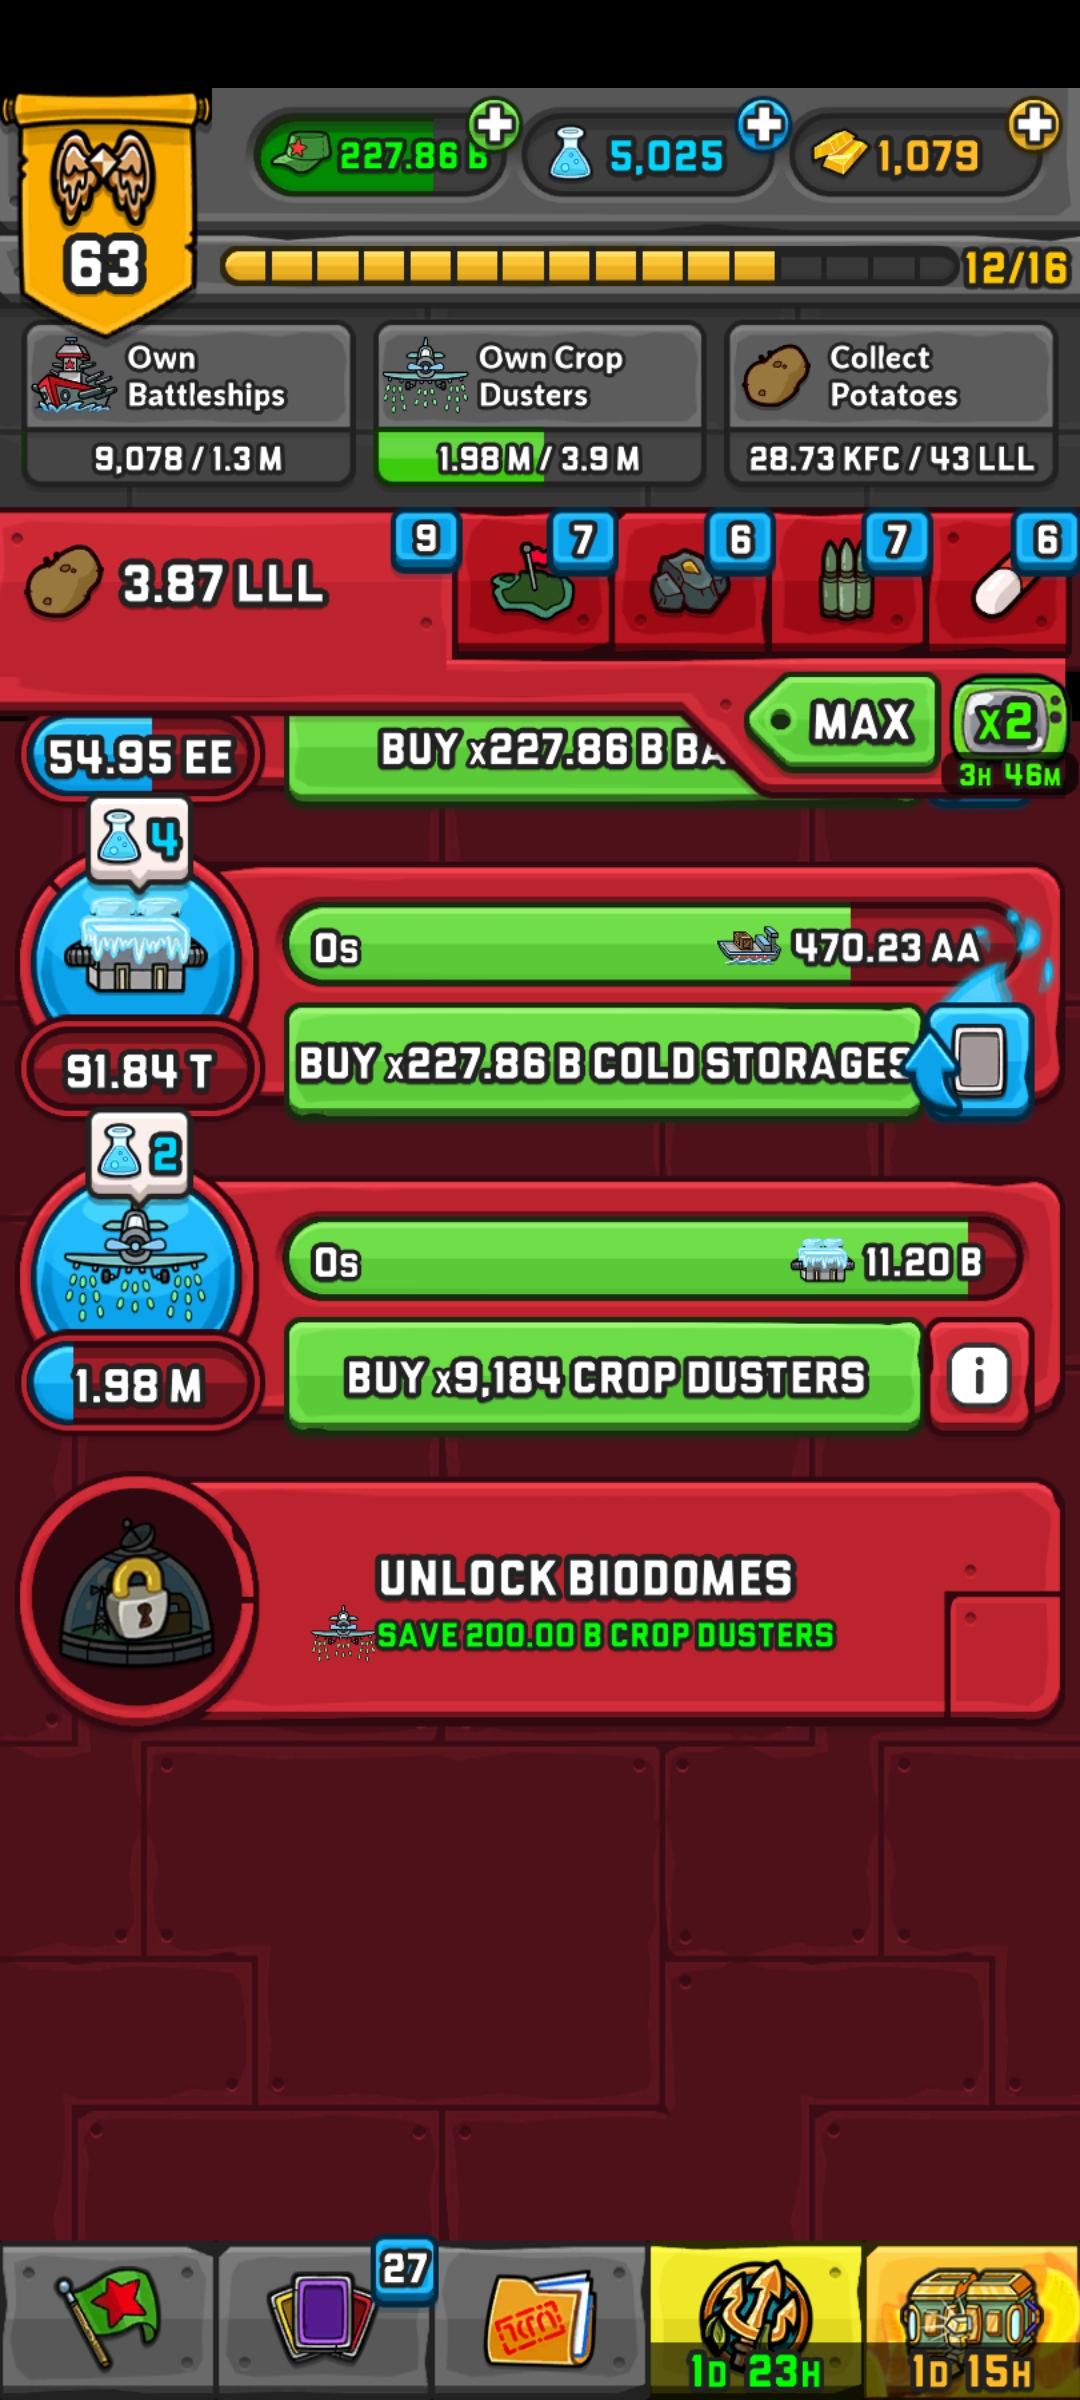 227.86 B
5,025
1,079
63
12/16
Own
Battleships
9,078 / 1.3 M
Own Crop
Dusters
1.98 M / 3.9 M
Collect
Potatoes
28.73 KFC / 43 LLL
3.87 LLL
9
7
6
7
6
MAX
x2
3H 46M
54.95 EE
BUY x227.86 B
4
0s
470.23 AA
91.84 T
BUY x227.86 B COLD STORAGES
2
0s
11.20 B
1.98 M
BUY x9,184 CROP DUSTERS
i
UNLOCK BIODOMES
SAVE 200.00 B CROP DUSTERS
27
1D 23H
1D 15H